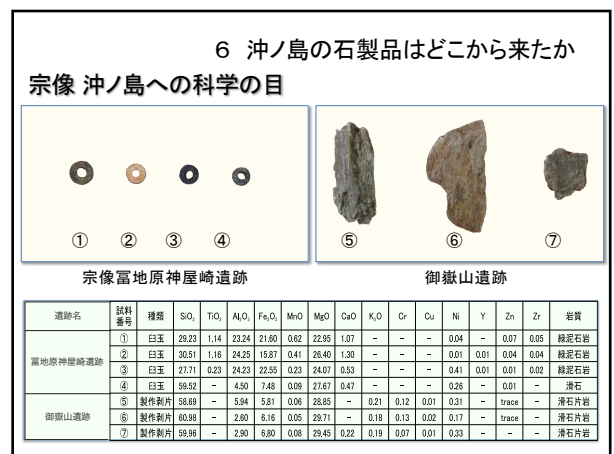 6 沖ノ島の石製品はどこから来たか
宗像 沖ノ島への科学の目
① ② ③ ④
⑤ ⑥ ⑦
宗像冨地原神屋崎遺跡
御嶽山遺跡
遺跡名 試料番号 種類 SiO₂ TiO₂ Al₂O₃ Fe₂O₃ MnO MgO CaO K₂O Cr Cu Ni Y Zn Zr 岩質
冨地原神屋崎遺跡 ① 臼玉 29.23 1.14 23.24 21.60 0.62 22.95 1.07 - - - 0.04 - 0.07 0.05 緑泥石岩
② 臼玉 30.51 1.16 24.25 15.87 0.41 26.40 1.30 - - - 0.01 0.01 0.04 0.04 緑泥石岩
③ 臼玉 27.71 0.23 24.23 22.55 0.23 24.07 0.53 - - - 0.41 0.01 0.01 0.02 緑泥石岩
④ 臼玉 59.52 - 4.50 7.48 0.09 27.67 0.47 - - - 0.26 - 0.01 - 滑石
御嶽山遺跡 ⑤ 製作剥片 58.69 - 5.94 5.81 0.06 28.85 - 0.21 0.12 0.01 0.31 - trace - 滑石片岩
⑥ 製作剥片 60.98 - 2.60 6.16 0.05 29.71 - 0.18 0.13 0.02 0.17 - trace - 滑石片岩
⑦ 製作剥片 59.96 - 2.90 6.80 0.08 29.45 0.22 0.19 0.07 0.01 0.33 - - - 滑石片岩